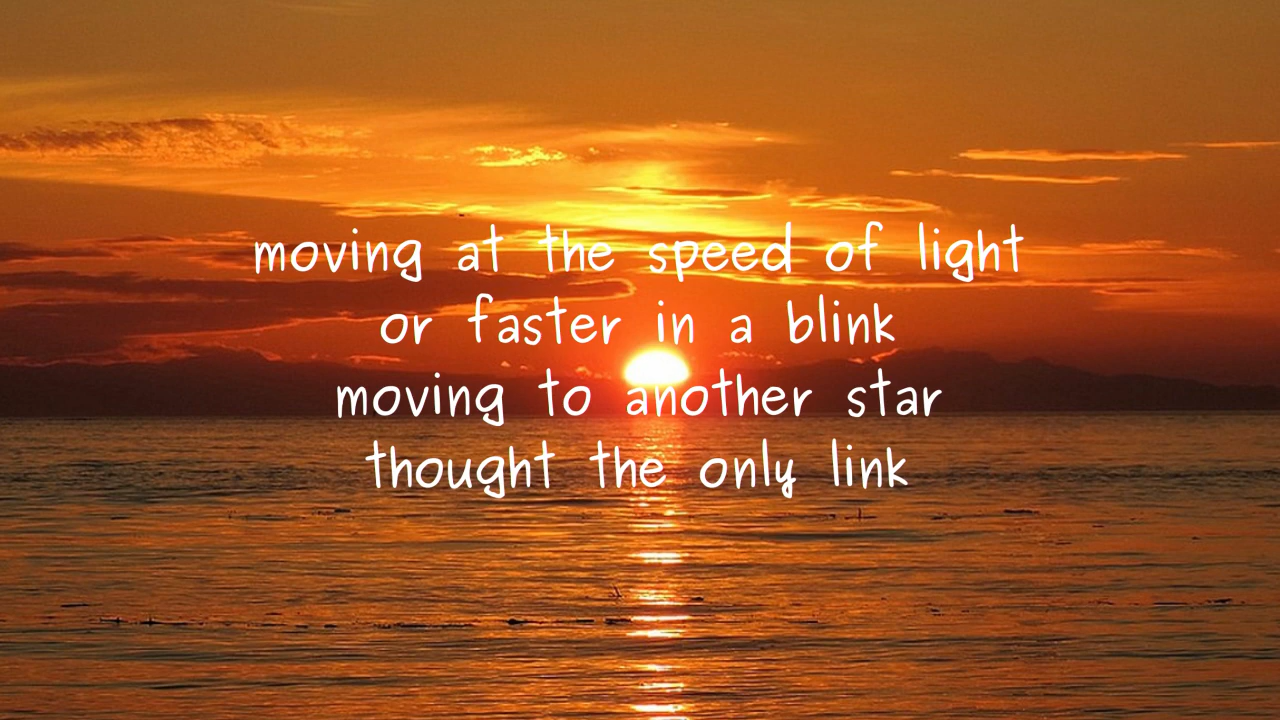 moving at the speed of light
or faster in a blink
moving to another star
thought the only link